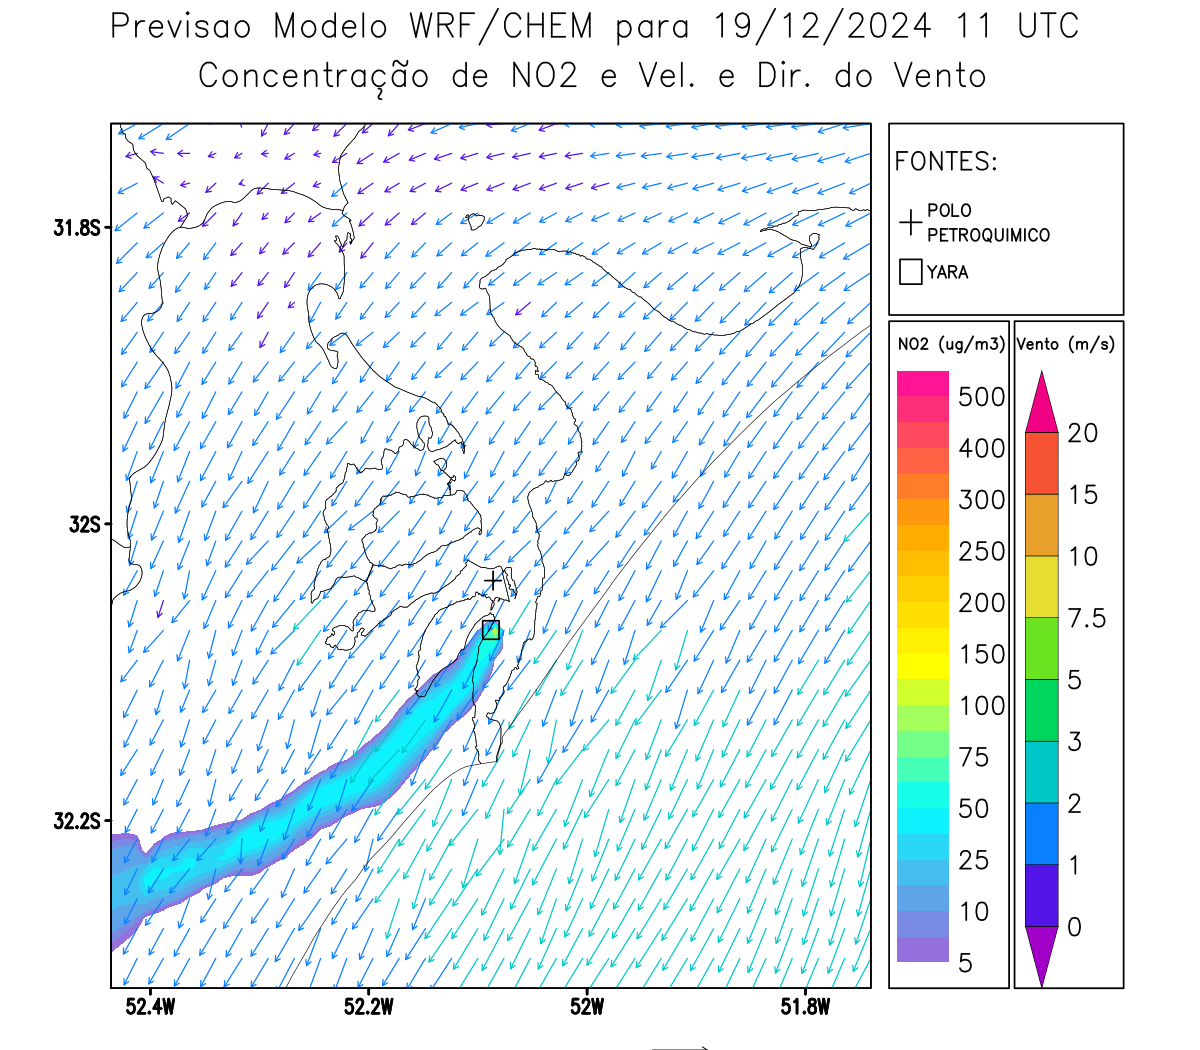 Previsao Modelo WRF/CHEM para 19/12/2024 11 UTC
Concentração de NO2 e Vel. e Dir. do Vento
FONTES:
POLO
PETROQUIMICO
YARA
NO2 (ug/m3)
500
400
300
250
200
150
100
75
50
25
10
5
Vento (m/s)
20
15
10
7.5
5
3
2
1
0
31.8S
32S
32.2S
52.4W
52.2W
52W
51.8W